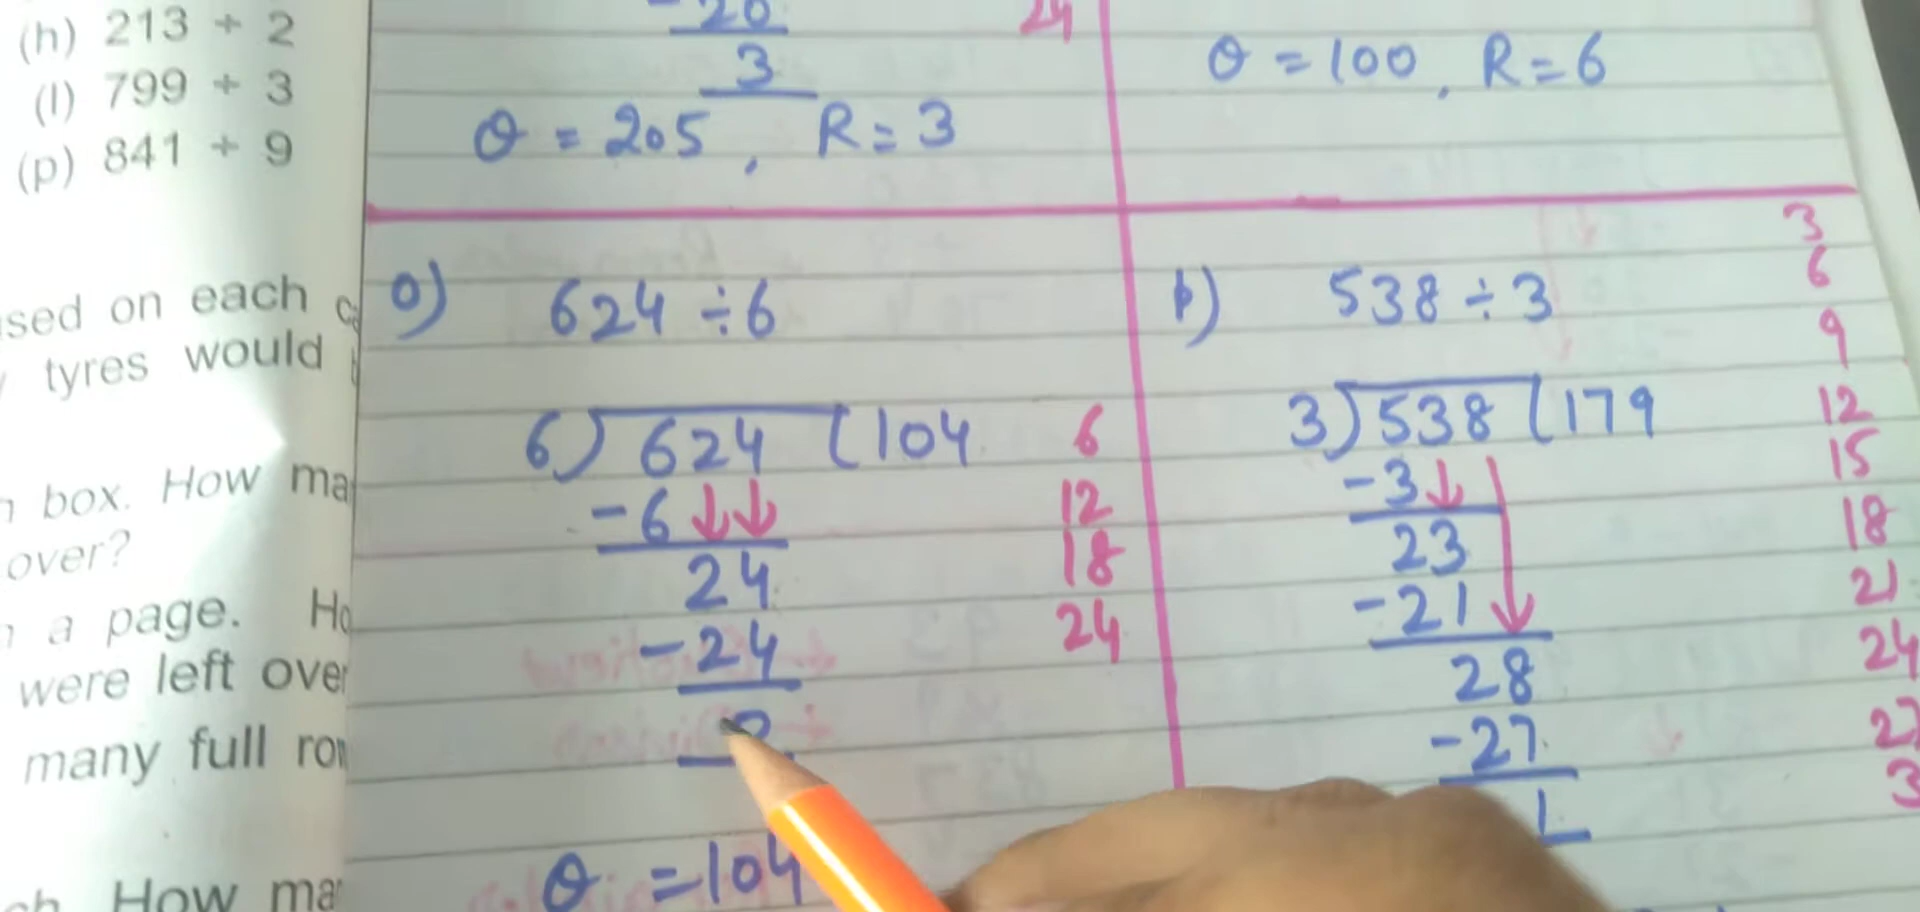 (h) 213 ÷ 2
(l) 799 ÷ 3
(p) 841 ÷ 9
sed on each
tyres would
box. How ma
over?
a page. Ho
were left over
many full row
How ma
-20
3
24
Q = 205, R = 3
Q = 100, R = 6
o) 624 ÷ 6
6)624(104
-6↓↓
24
-24
0
Q = 104
6
12
18
24
p) 538 ÷ 3
3)538(179
-3↓
23
-21↓
28
-27
1
3
6
9
12
15
18
21
24
27
3